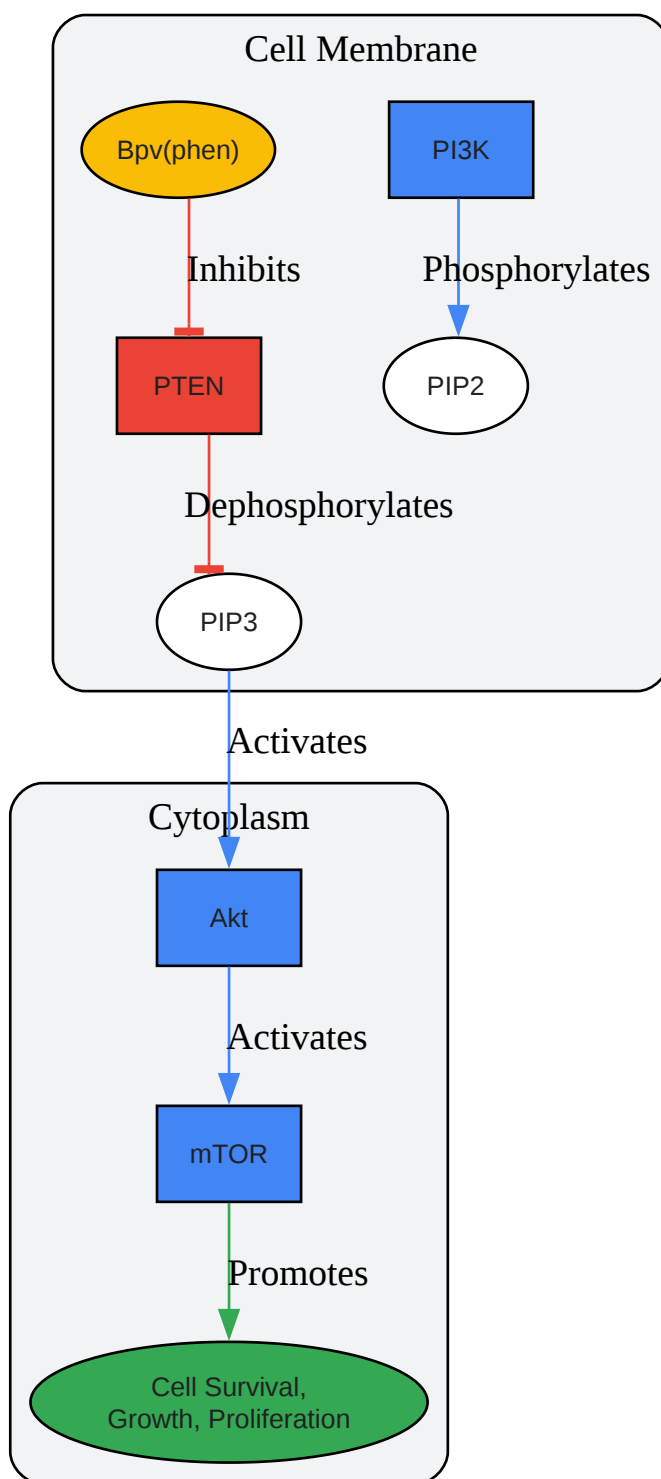 Cell Membrane
Bpv(phen)
PI3K
Inhibits
Phosphorylates
PTEN
PIP2
Dephosphorylates
PIP3
Activates
Cytoplasm
Akt
Activates
mTOR
Promotes
Cell Survival,
Growth, Proliferation